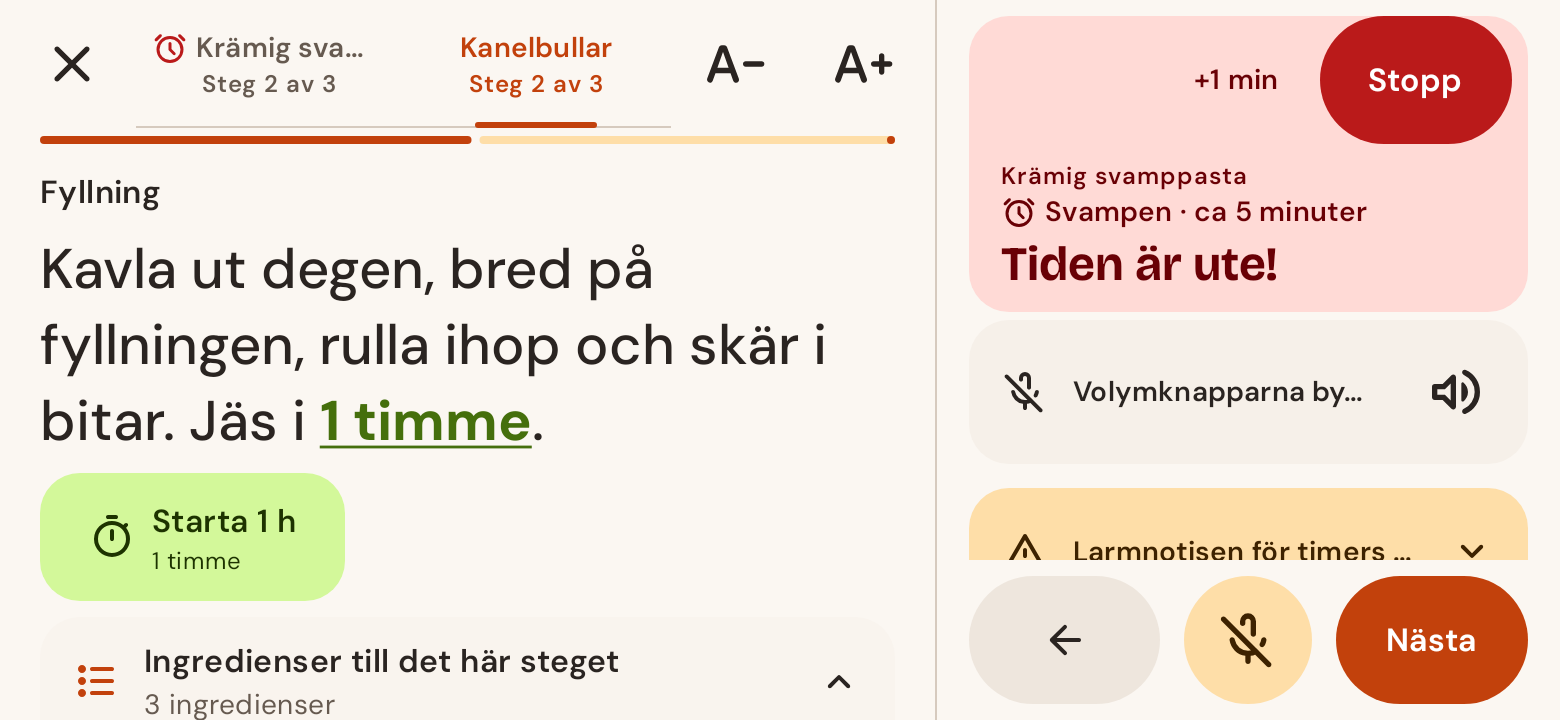 Krämig sva...
Steg 2 av 3
Kanelbullar
Steg 2 av 3
A−
A+
Fyllning
Kavla ut degen, bred på
fyllningen, rulla ihop och skär i
bitar. Jäs i 1 timme.
Starta 1 h
1 timme
Ingredienser till det här steget
3 ingredienser
+1 min
Stopp
Krämig svamppasta
Svampen · ca 5 minuter
Tiden är ute!
Volymknapparna by...
Larmnotisen för timers ...
Nästa